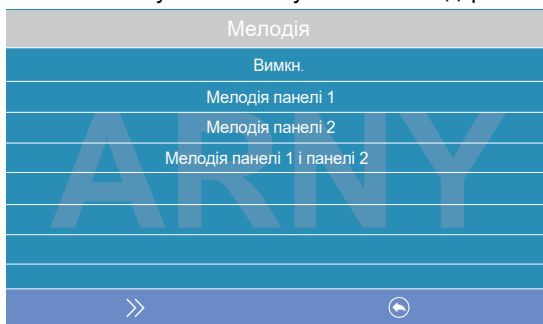 Мелодія
Вимкн.
Мелодія панелі 1
Мелодія панелі 2
Мелодія панелі 1 і панелі 2
ARNY